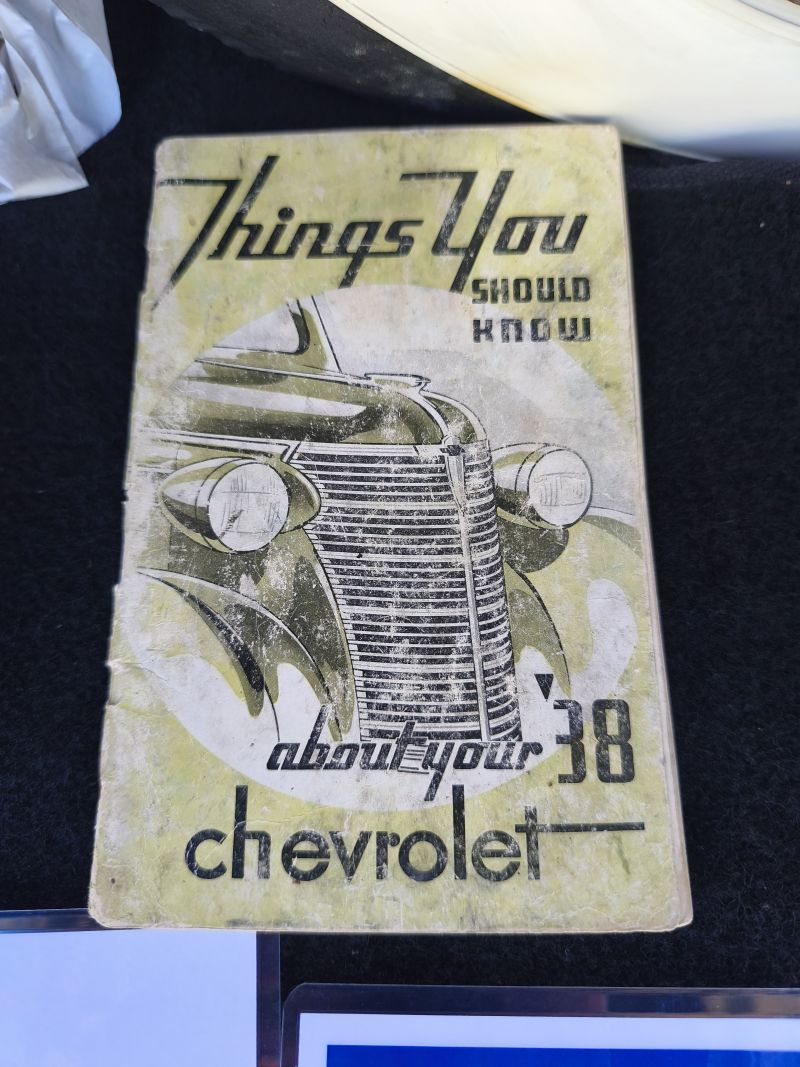 Things You
SHOULD
KNOW
about your '38
chevrolet